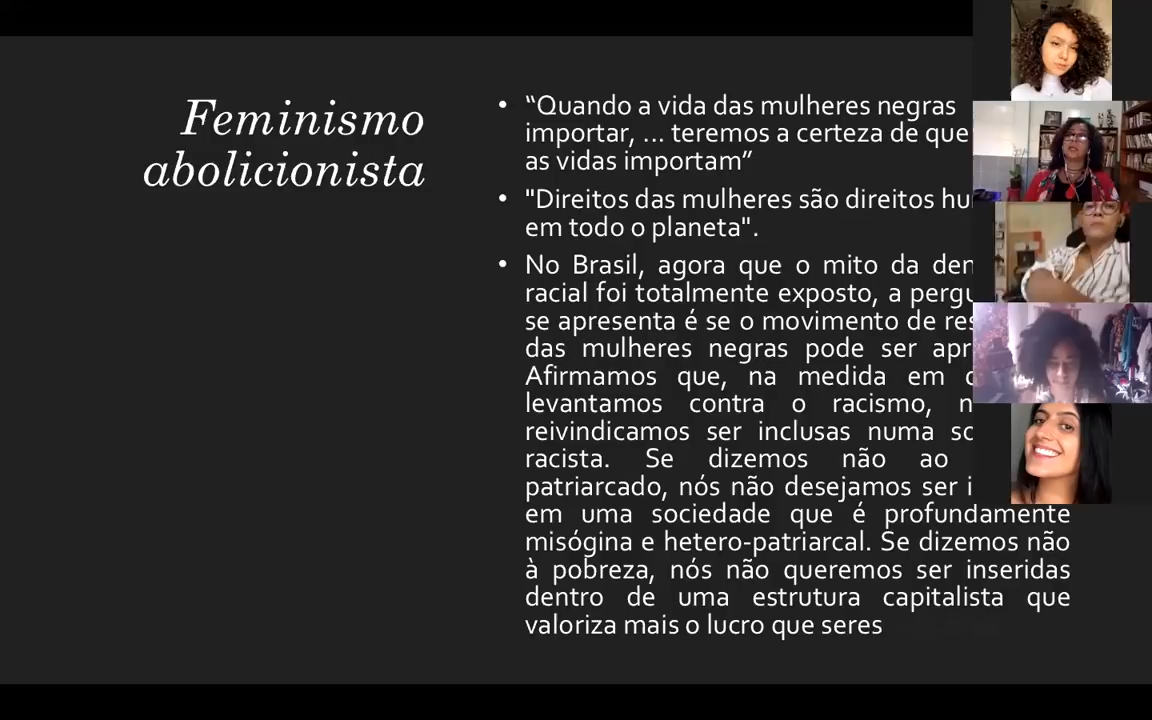 Feminismo
abolicionista
• “Quando a vida das mulheres negras
importar, ... teremos a certeza de que
as vidas importam”
• "Direitos das mulheres são direitos
em todo o planeta".
• No Brasil, agora que o mito da
racial foi totalmente exposto, a
se apresenta é se o movimento de
das mulheres negras pode ser
Afirmamos que, na medida em
levantamos contra o racismo,
reivindicamos ser inclusas numa
racista. Se dizemos não ao
patriarcado, nós não desejamos ser
em uma sociedade que é profundamente
misógina e hetero-patriarcal. Se dizemos não
à pobreza, nós não queremos ser inseridas
dentro de uma estrutura capitalista que
valoriza mais o lucro que seres